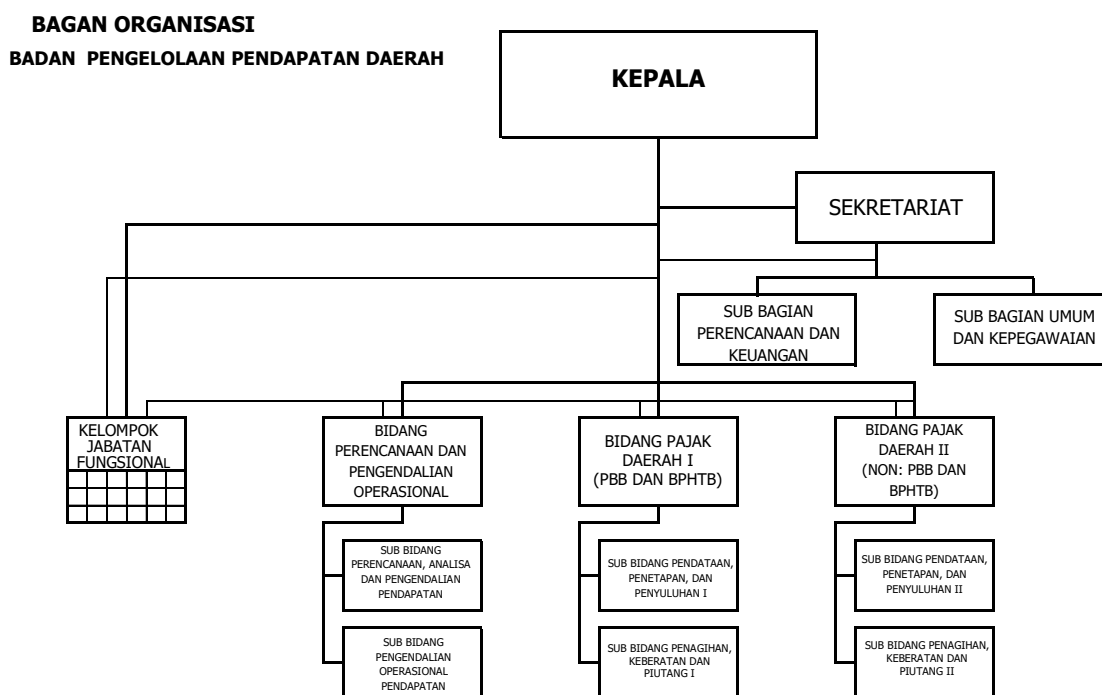 BAGAN ORGANISASI
BADAN PENGELOLAAN PENDAPATAN DAERAH
KEPALA
SEKRETARIAT
SUB BAGIAN
PERENCANAAN DAN
KEUANGAN
SUB BAGIAN UMUM
DAN KEPEGAWAIAN
KELOMPOK
JABATAN
FUNGSIONAL
BIDANG
PERENCANAAN DAN
PENGENDALIAN
OPERASIONAL
BIDANG PAJAK
DAERAH I
(PBB DAN BPHTB)
BIDANG PAJAK
DAERAH II
(NON: PBB DAN
BPHTB)
SUB BIDANG
PERENCANAAN, ANALISA
DAN PENGENDALIAN
PENDAPATAN
SUB BIDANG PENDATAAN,
PENETAPAN, DAN
PENYULUHAN I
SUB BIDANG PENDATAAN,
PENETAPAN, DAN
PENYULUHAN II
SUB BIDANG
PENGENDALIAN
OPERASIONAL
PENDAPATAN
SUB BIDANG PENAGIHAN,
KEBERATAN DAN
PIUTANG I
SUB BIDANG PENAGIHAN,
KEBERATAN DAN
PIUTANG II